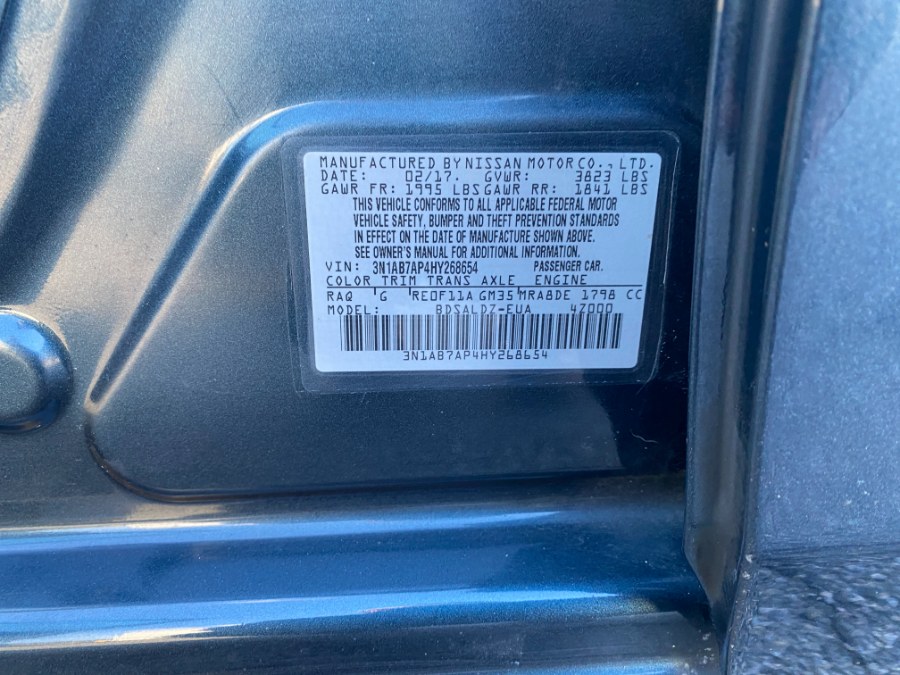 MANUFACTURED BY NISSAN MOTOR CO., LTD.
DATE: 02/17. GVWR: 3823 LBS
GAWR FR: 1995 LBS GAWR RR: 1841 LBS
THIS VEHICLE CONFORMS TO ALL APPLICABLE FEDERAL MOTOR
VEHICLE SAFETY, BUMPER AND THEFT PREVENTION STANDARDS
IN EFFECT ON THE DATE OF MANUFACTURE SHOWN ABOVE.
SEE OWNER'S MANUAL FOR ADDITIONAL INFORMATION.
VIN: 3N1AB7AP4HY268654 PASSENGER CAR.
COLOR TRIM TRANS AXLE ENGINE
RAQ G RE0F11A GM35 MRA8DE 1798 CC
MODEL: BDSALDZ-EUA 4Z000
3N1AB7AP4HY268654